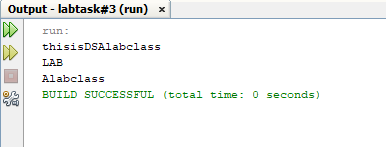 Output - labtask#3 (run) ×
run:
thisisDSAlabclass
LAB
Alabclass
BUILD SUCCESSFUL (total time: 0 seconds)